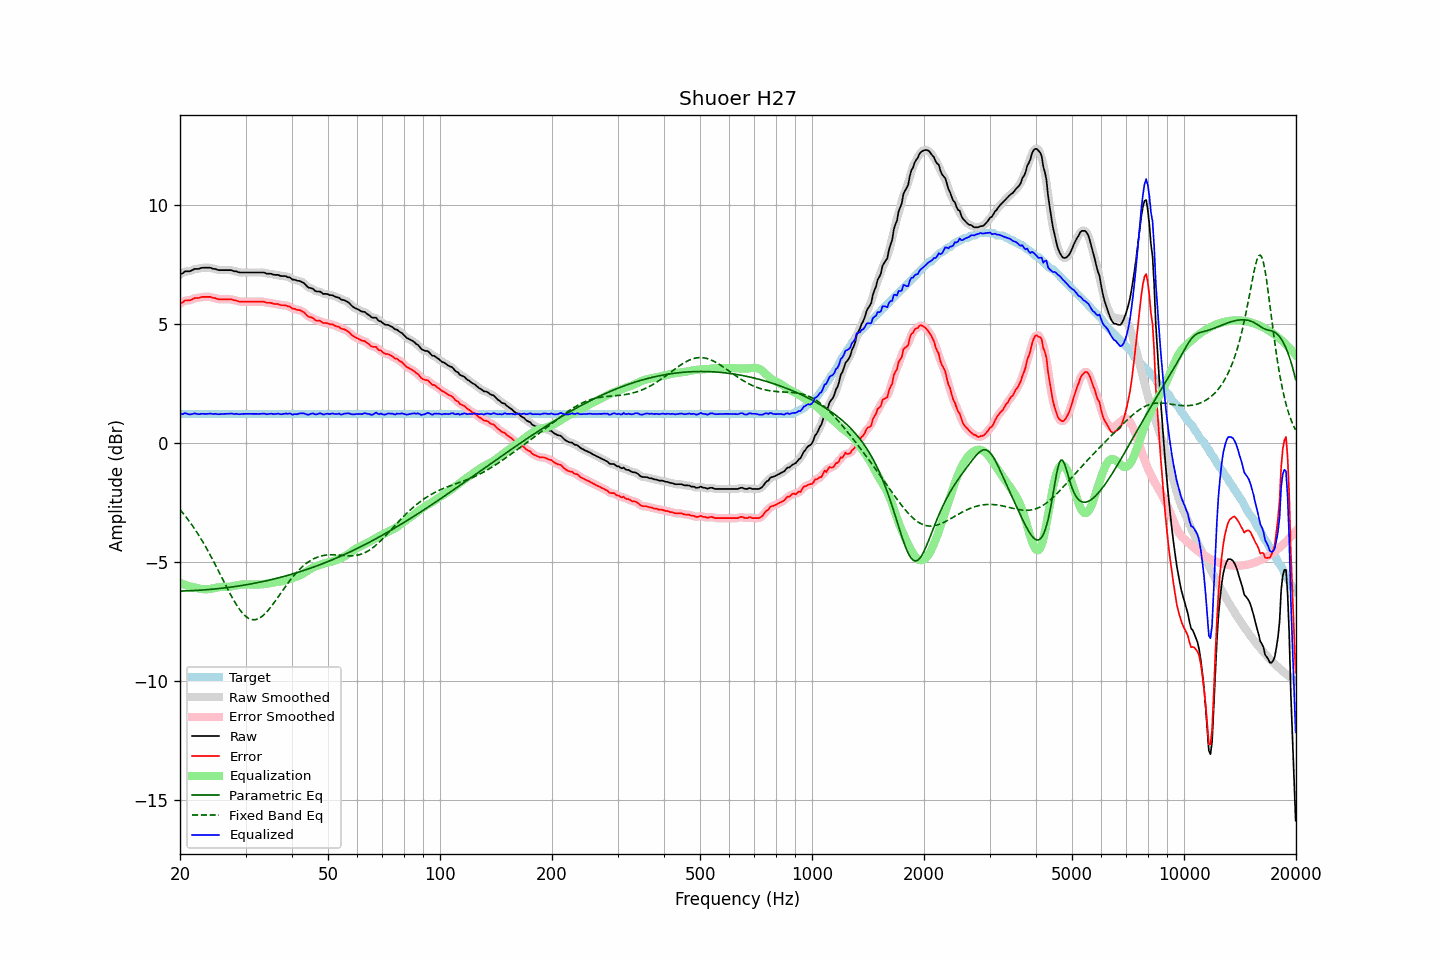 Shuoer H27
Amplitude (dBr)
10
5
0
−5
−10
−15
Target
Raw Smoothed
Error Smoothed
Raw
Error
Equalization
Parametric Eq
Fixed Band Eq
Equalized
20 50 100 200 500 1000 2000 5000 10000 20000
Frequency (Hz)